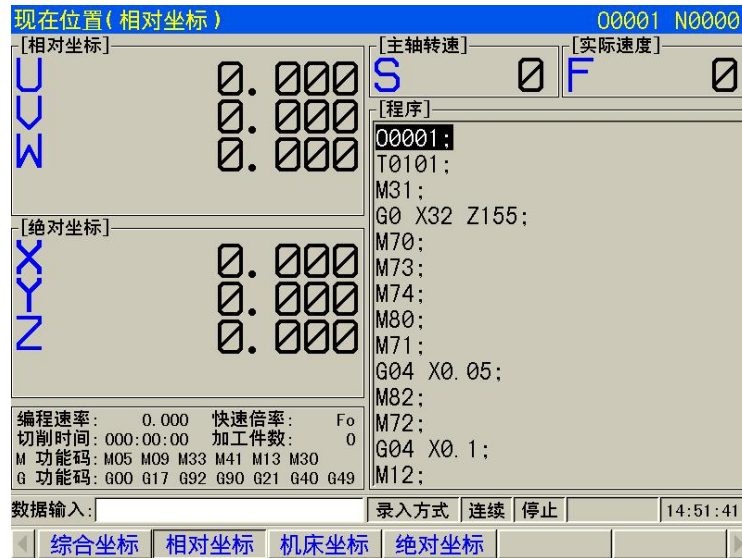 现在位置(相对坐标) O0001 N0000
[相对坐标]
U 0.000
V 0.000
W 0.000
[绝对坐标]
X 0.000
Y 0.000
Z 0.000
编程速率: 0.000 快速倍率: Fo
切削时间:000:00:00 加工件数: 0
M 功能码:M05 M09 M33 M41 M13 M30
G 功能码:G00 G17 G92 G90 G21 G40 G49
[主轴转速]
S 0
[实际速度]
F 0
[程序]
O0001;
T0101;
M31;
G0 X32 Z155;
M70;
M73;
M74;
M80;
M71;
G04 X0.05;
M82;
M72;
G04 X0.1;
M12;
数据输入: 录入方式 连续 停止 14:51:41
综合坐标 相对坐标 机床坐标 绝对坐标